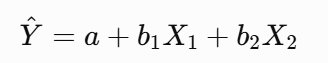 Ŷ = a + b₁X₁ + b₂X₂